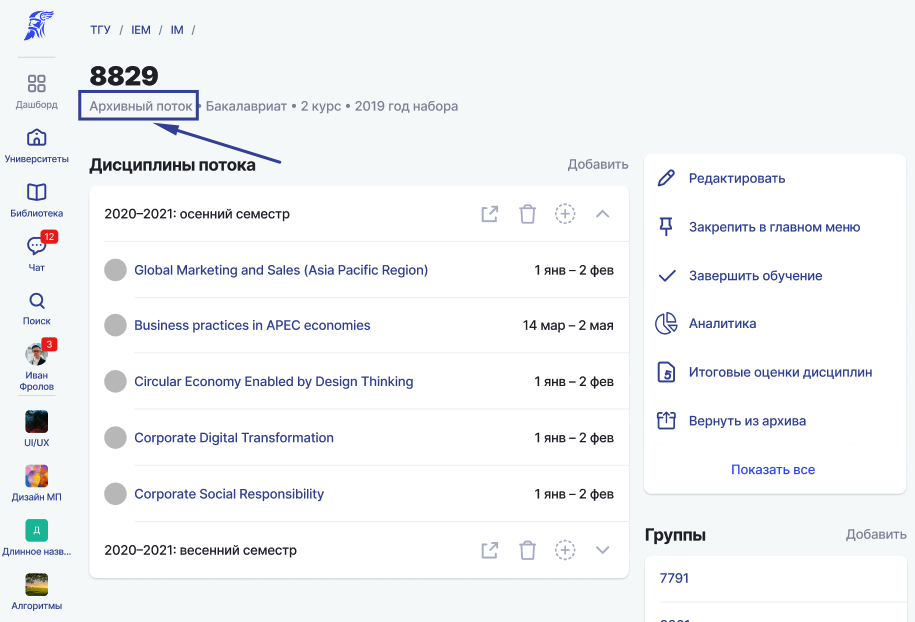 ТГУ / IEM / IM /
8829
Архивный поток • Бакалавриат • 2 курс • 2019 год набора
Дашборд
Университеты
Библиотека
12
Чат
Поиск
3
Иван
Фролов
UI/UX
Дизайн МП
Д
Длинное назв...
Алгоритмы
Дисциплины потока
Добавить
2020–2021: осенний семестр
Global Marketing and Sales (Asia Pacific Region)
1 янв – 2 фев
Business practices in APEC economies
14 мар – 2 мая
Circular Economy Enabled by Design Thinking
1 янв – 2 фев
Corporate Digital Transformation
1 янв – 2 фев
Corporate Social Responsibility
1 янв – 2 фев
2020–2021: весенний семестр
Редактировать
Закрепить в главном меню
Завершить обучение
Аналитика
5
Итоговые оценки дисциплин
Вернуть из архива
Показать все
Группы
Добавить
7791